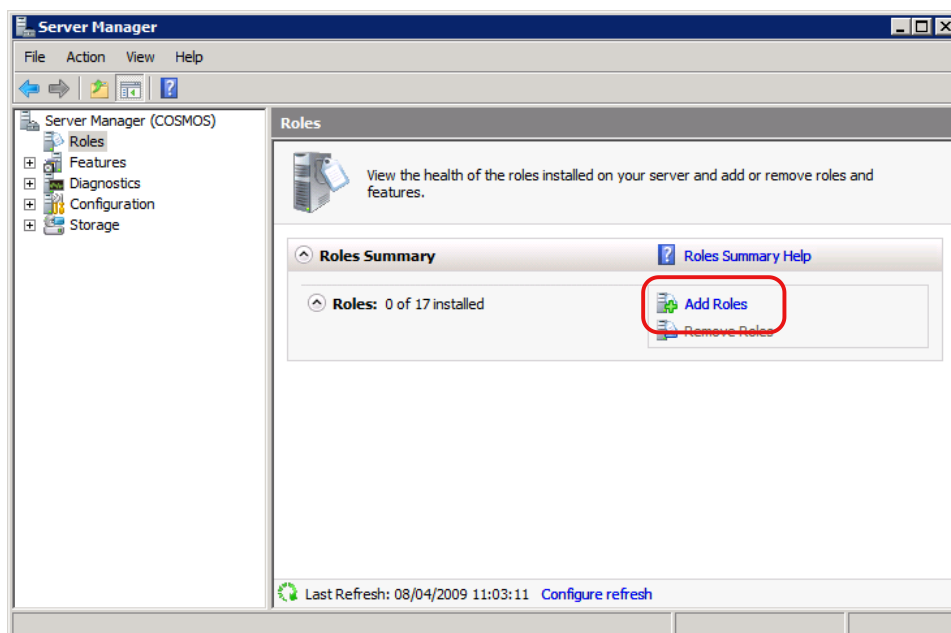 Server Manager
File Action View Help
Server Manager (COSMOS)
Roles
Features
Diagnostics
Configuration
Storage
Roles
View the health of the roles installed on your server and add or remove roles and
features.
Roles Summary
Roles Summary Help
Roles: 0 of 17 installed
Add Roles
Remove Roles
Last Refresh: 08/04/2009 11:03:11 Configure refresh